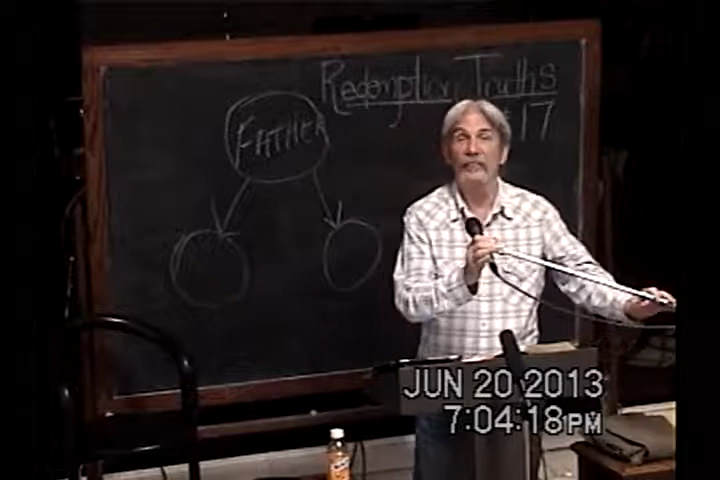 Redemption Truths
#17
FATHER
JUN 20 2013
7:04:18PM